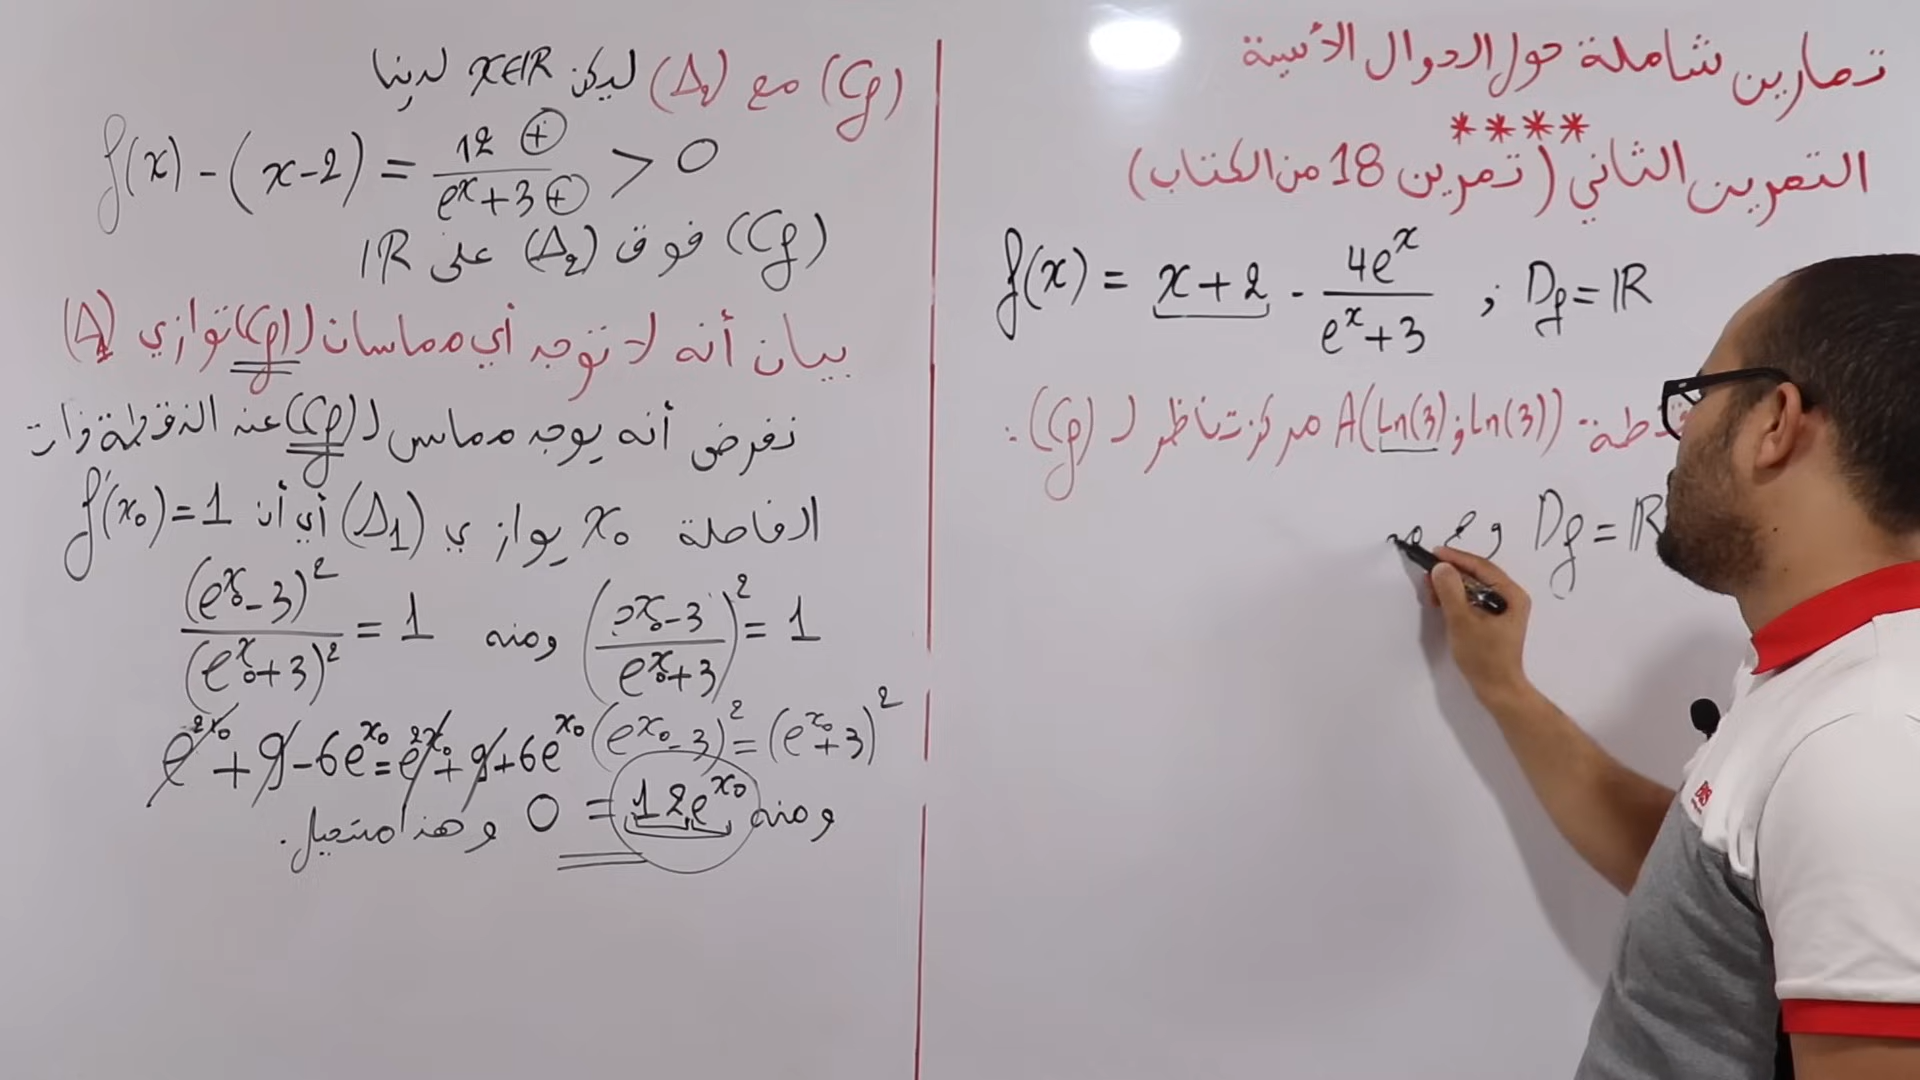 تمارين شاملة حول الدوال الأسية
****
التمرين الثاني (تمرين 18 من الكتاب)
f(x) = x+2 - 4e^x / (e^x+3) ; Df = ℝ
A(Ln(3) ; Ln(3)) مركز تناظر لـ (Cf) :
Df = ℝ و
(Cf) مع (Δ2) ليكن x∈ℝ لدينا
f(x) - (x-2) = 12 ⊕ / (e^x+3 ⊕) > 0
(Cf) فوق (Δ2) على ℝ
بيان أنه لا توجد أي مماسات لـ (Cf) توازي (Δ1)
نفرض أنه يوجد مماس لـ (Cf) عند النقطة ذات
الفاصلة x0 يوازي (Δ1) أي أن f'(x0) = 1
((e^x0-3) / (e^x0+3))^2 = 1 ومنه (e^x0-3)^2 / (e^x0+3)^2 = 1
(e^x0-3)^2 = (e^x0+3)^2
e^2x0+9-6e^x0 = e^2x0+9+6e^x0
ومنه 12e^x0 = 0 وهذا مستحيل.